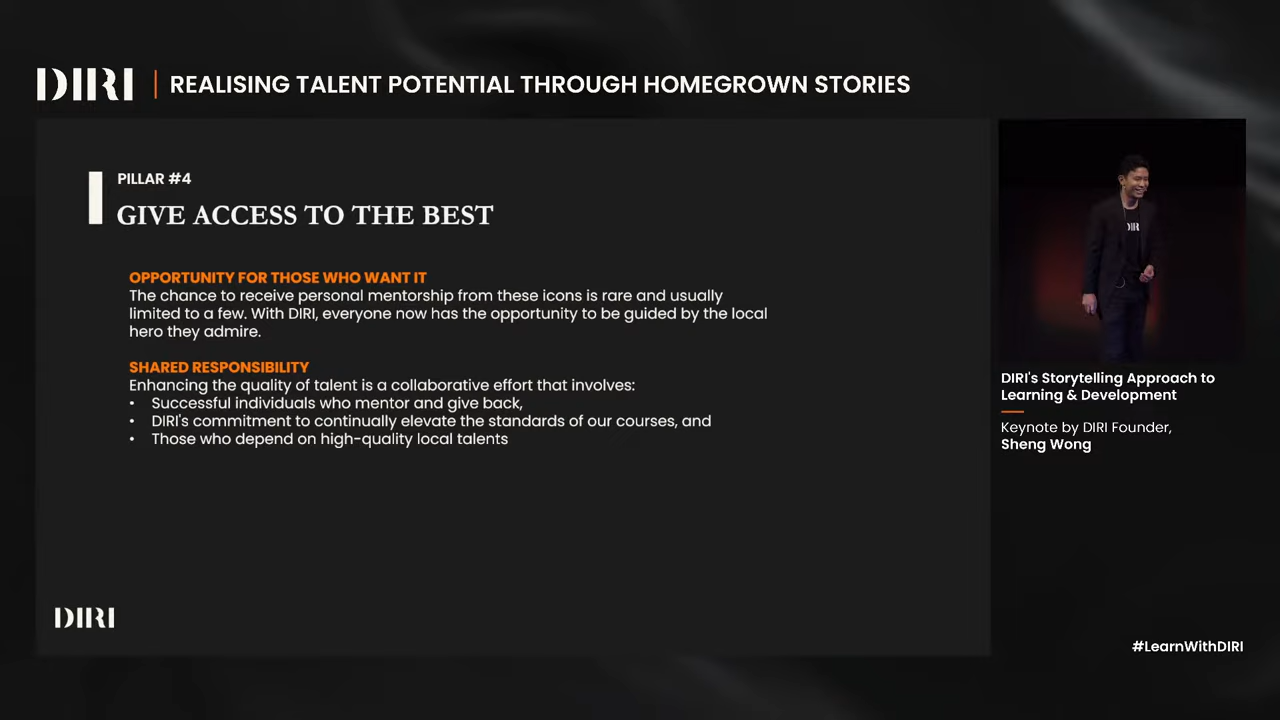 DIRI
REALISING TALENT POTENTIAL THROUGH HOMEGROWN STORIES
PILLAR #4
GIVE ACCESS TO THE BEST
OPPORTUNITY FOR THOSE WHO WANT IT
The chance to receive personal mentorship from these icons is rare and usually
limited to a few. With DIRI, everyone now has the opportunity to be guided by the local
hero they admire.
SHARED RESPONSIBILITY
Enhancing the quality of talent is a collaborative effort that involves:
• Successful individuals who mentor and give back,
• DIRI's commitment to continually elevate the standards of our courses, and
• Those who depend on high-quality local talents
DIRI
DIRI
DIRI's Storytelling Approach to
Learning & Development
Keynote by DIRI Founder,
Sheng Wong
#LearnWithDIRI